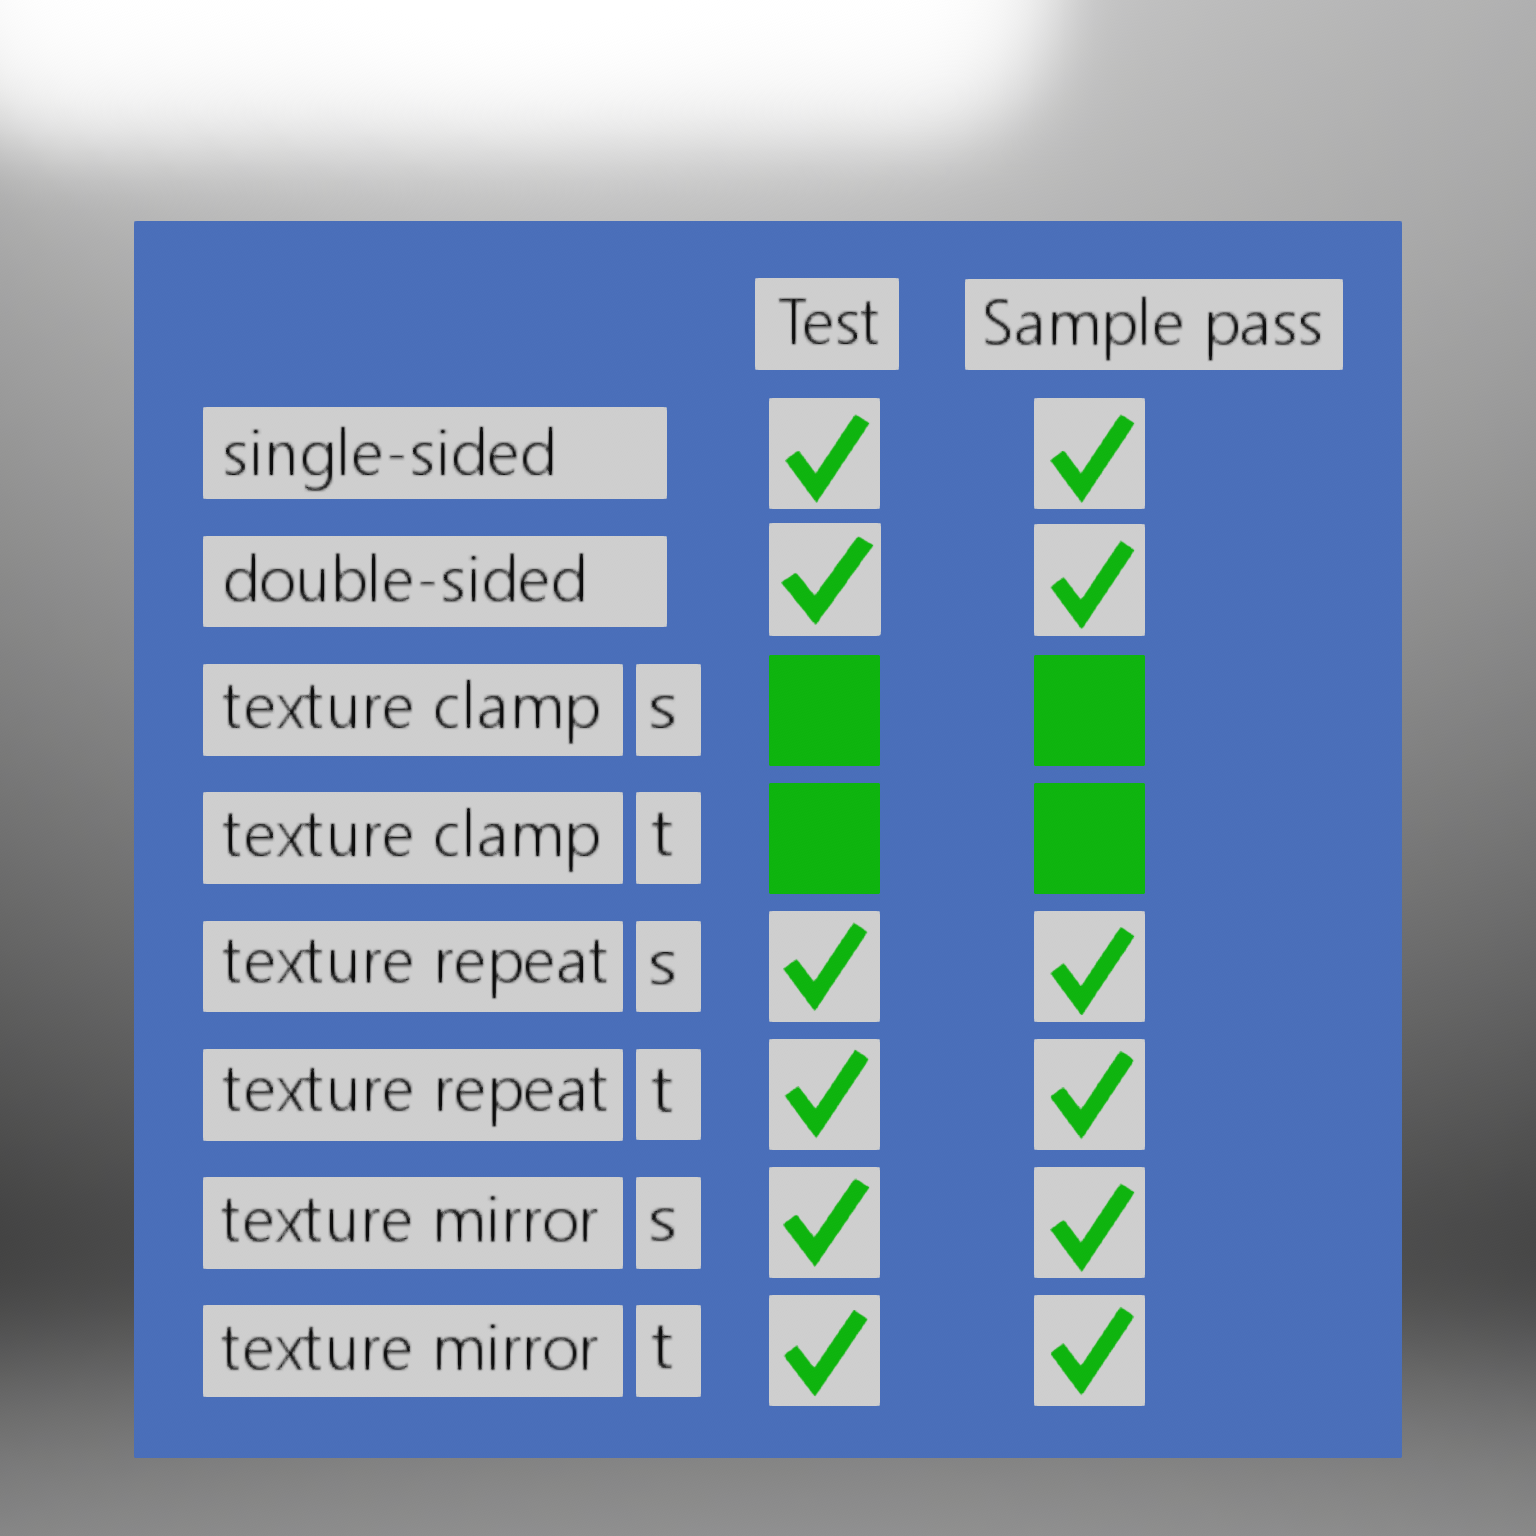 Test Sample pass
single-sided
double-sided
texture clamp s
texture clamp t
texture repeat s
texture repeat t
texture mirror s
texture mirror t